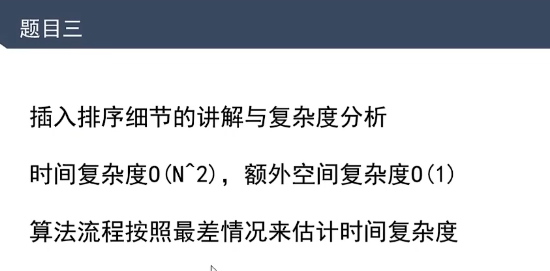 题目三
插入排序细节的讲解与复杂度分析
时间复杂度O(N^2)，额外空间复杂度O(1)
算法流程按照最差情况来估计时间复杂度